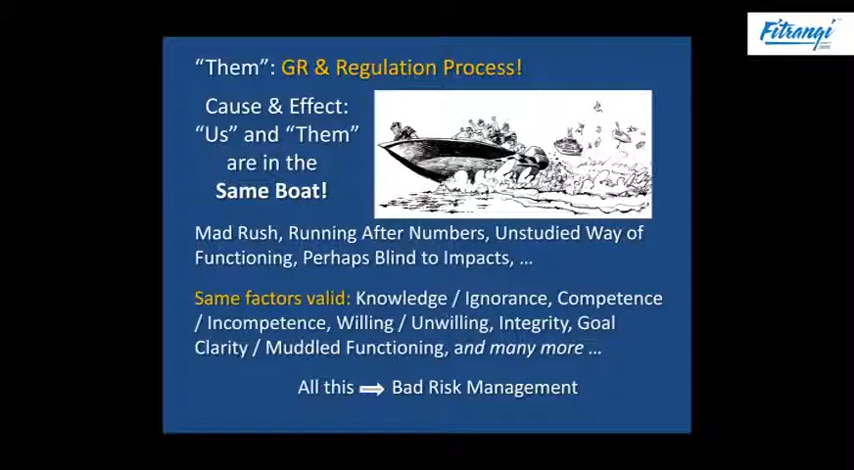 Fitrangi
.com
“Them”: GR & Regulation Process!
Cause & Effect:
“Us” and “Them”
are in the
Same Boat!
Mad Rush, Running After Numbers, Unstudied Way of
Functioning, Perhaps Blind to Impacts, ...
Same factors valid: Knowledge / Ignorance, Competence
/ Incompetence, Willing / Unwilling, Integrity, Goal
Clarity / Muddled Functioning, and many more ...
All this ⇒ Bad Risk Management